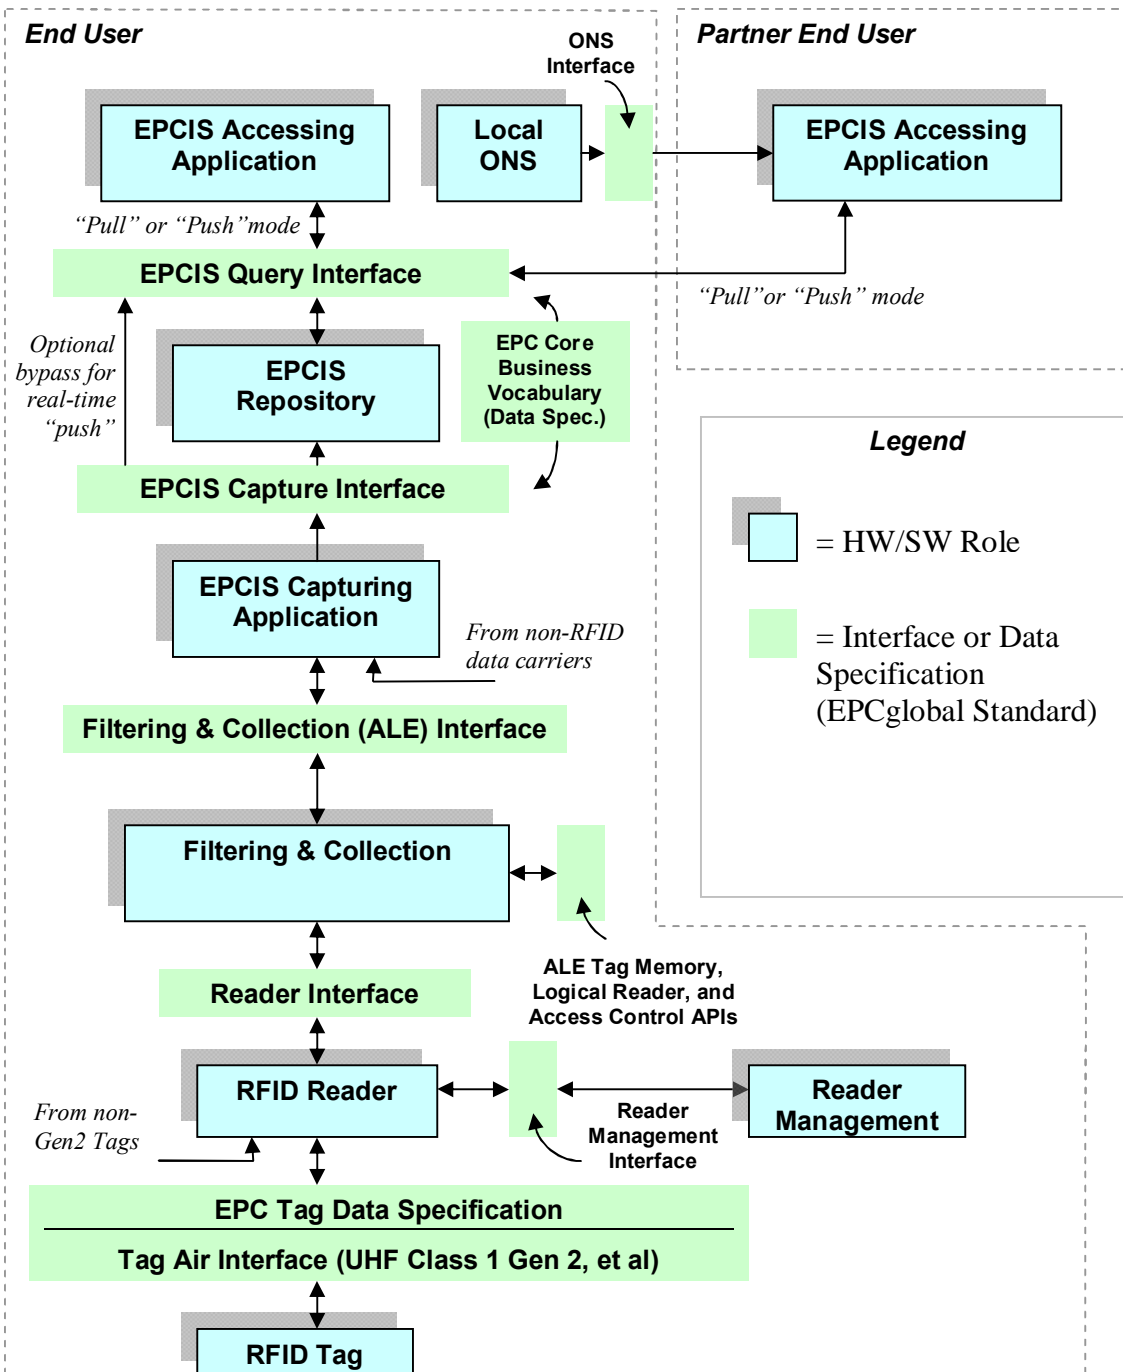 End User
Partner End User
ONS
Interface
EPCIS Accessing
Application
Local
ONS
EPCIS Accessing
Application
“Pull” or “Push”mode
EPCIS Query Interface
“Pull”or “Push” mode
Optional
bypass for
real-time
“push”
EPCIS
Repository
EPC Core
Business
Vocabulary
(Data Spec.)
EPCIS Capture Interface
Legend
= HW/SW Role
= Interface or Data
Specification
(EPCglobal Standard)
EPCIS Capturing
Application
From non-RFID
data carriers
Filtering & Collection (ALE) Interface
Filtering & Collection
ALE Tag Memory,
Logical Reader, and
Access Control APIs
Reader Interface
RFID Reader
Reader
Management
Interface
Reader
Management
From non-
Gen2 Tags
EPC Tag Data Specification
Tag Air Interface (UHF Class 1 Gen 2, et al)
RFID Tag